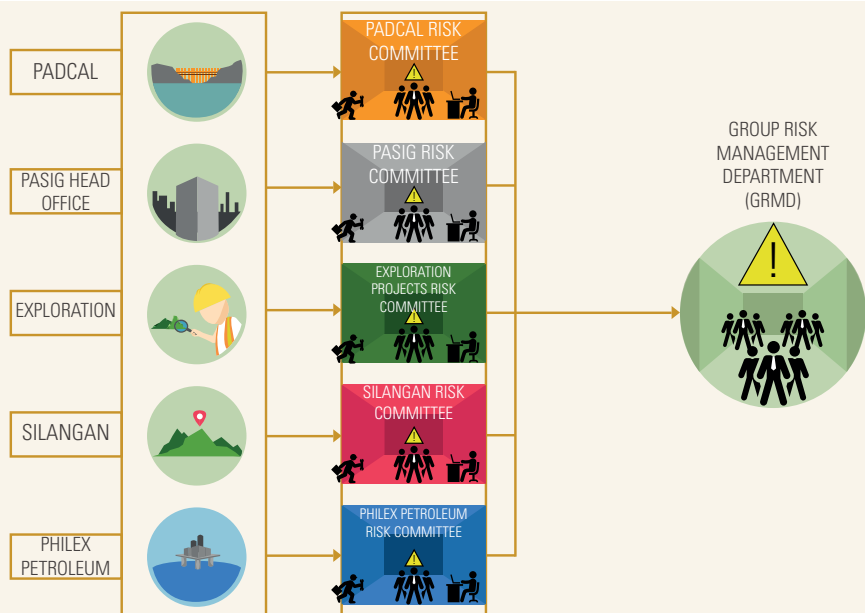 PADCAL
PADCAL RISK
COMMITTEE
PASIG HEAD
OFFICE
PASIG RISK
COMMITTEE
EXPLORATION
EXPLORATION
PROJECTS RISK
COMMITTEE
SILANGAN
SILANGAN RISK
COMMITTEE
PHILEX
PETROLEUM
PHILEX PETROLEUM
RISK COMMITTEE
GROUP RISK
MANAGEMENT
DEPARTMENT
(GRMD)